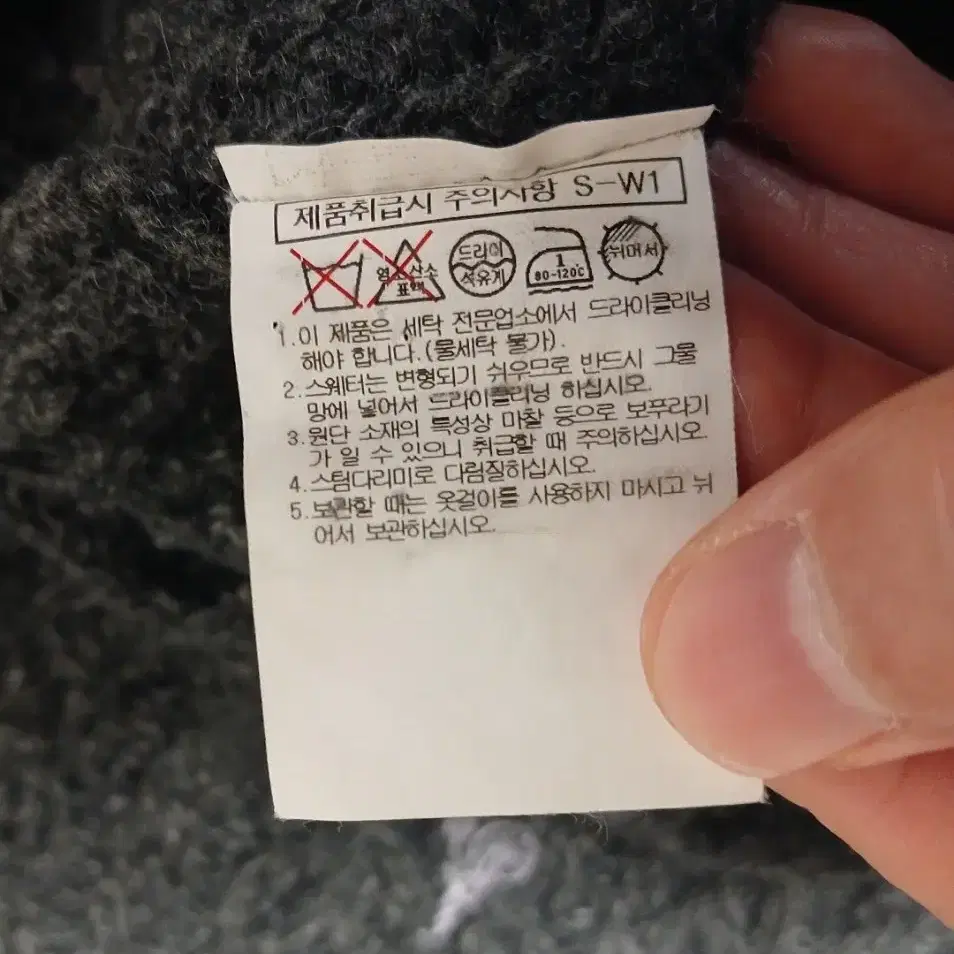 제품취급시 주의사항 S-W1
염소산소
표백
드라이
석유계
1
80-120C
뉘어서
1.이 제품은 세탁 전문업소에서 드라이클리닝
해야 합니다.(물세탁 불가).
2.스웨터는 변형되기 쉬우므로 반드시 그물
망에 넣어서 드라이클리닝 하십시오.
3.원단 소재의 특성상 마찰 등으로 보푸라기
가 일 수 있으니 취급할 때 주의하십시오.
4.스팀다리미로 다림질하십시오.
5.보관할 때는 옷걸이를 사용하지 마시고 뉘
어서 보관하십시오.